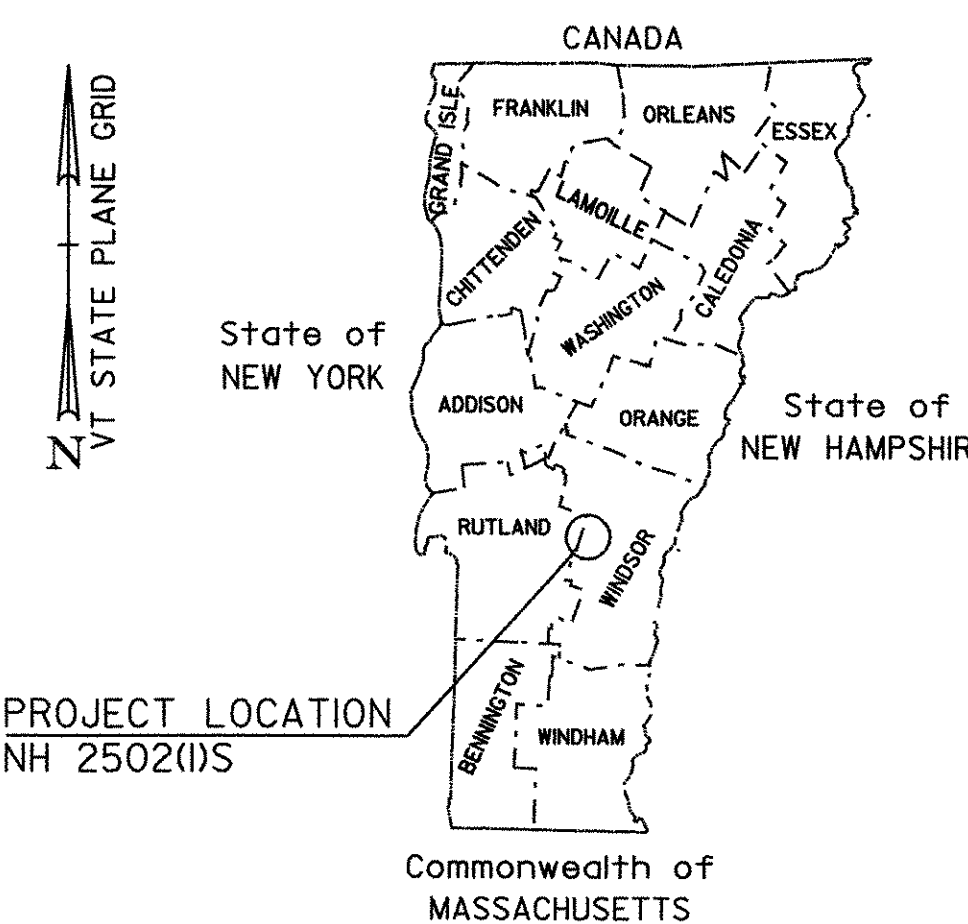 CANADA
VT STATE PLANE GRID
N
GRAND ISLE
FRANKLIN
ORLEANS
ESSEX
LAMOILLE
CHITTENDEN
CALEDONIA
WASHINGTON
State of
NEW YORK
ADDISON
ORANGE
State of
NEW HAMPSHIR
RUTLAND
WINDSOR
PROJECT LOCATION
NH 2502(1)S
BENNINGTON
WINDHAM
Commonwealth of
MASSACHUSETTS